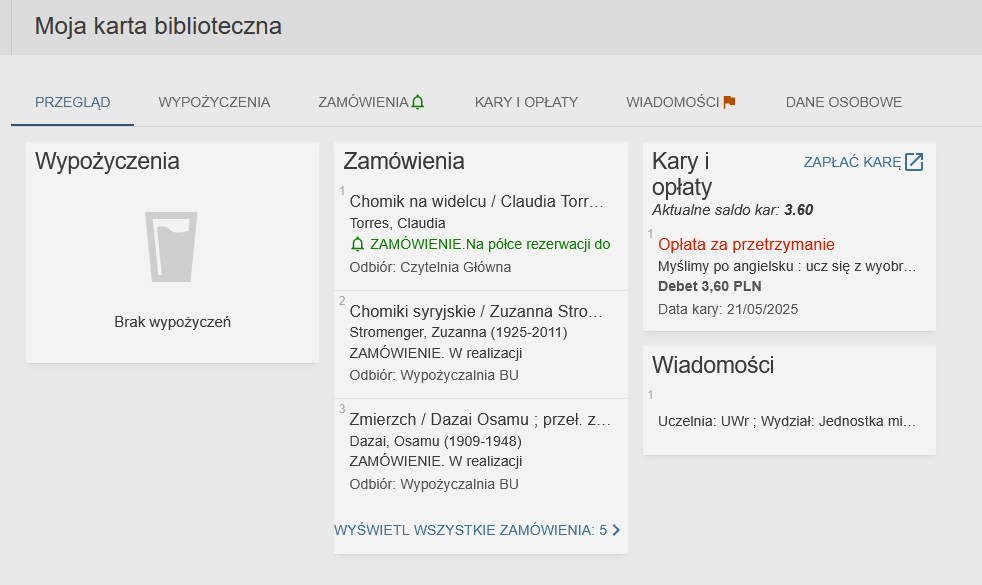 Moja karta biblioteczna
PRZEGLĄD
WYPOŻYCZENIA
ZAMÓWIENIA
KARY I OPŁATY
WIADOMOŚCI
DANE OSOBOWE
Wypożyczenia
Brak wypożyczeń
Zamówienia
1
Chomik na widelcu / Claudia Torr…
Torres, Claudia
ZAMÓWIENIE.Na półce rezerwacji do
Odbiór: Czytelnia Główna
2
Chomiki syryjskie / Zuzanna Stro…
Stromenger, Zuzanna (1925-2011)
ZAMÓWIENIE. W realizacji
Odbiór: Wypożyczalnia BU
3
Zmierzch / Dazai Osamu ; przeł. z…
Dazai, Osamu (1909-1948)
ZAMÓWIENIE. W realizacji
Odbiór: Wypożyczalnia BU
WYŚWIETL WSZYSTKIE ZAMÓWIENIA: 5
Kary i
opłaty
ZAPŁAĆ KARĘ
Aktualne saldo kar: 3.60
1
Opłata za przetrzymanie
Myślimy po angielsku : ucz się z wyobr…
Debet 3,60 PLN
Data kary: 21/05/2025
Wiadomości
1
Uczelnia: UWr ; Wydział: Jednostka mi…